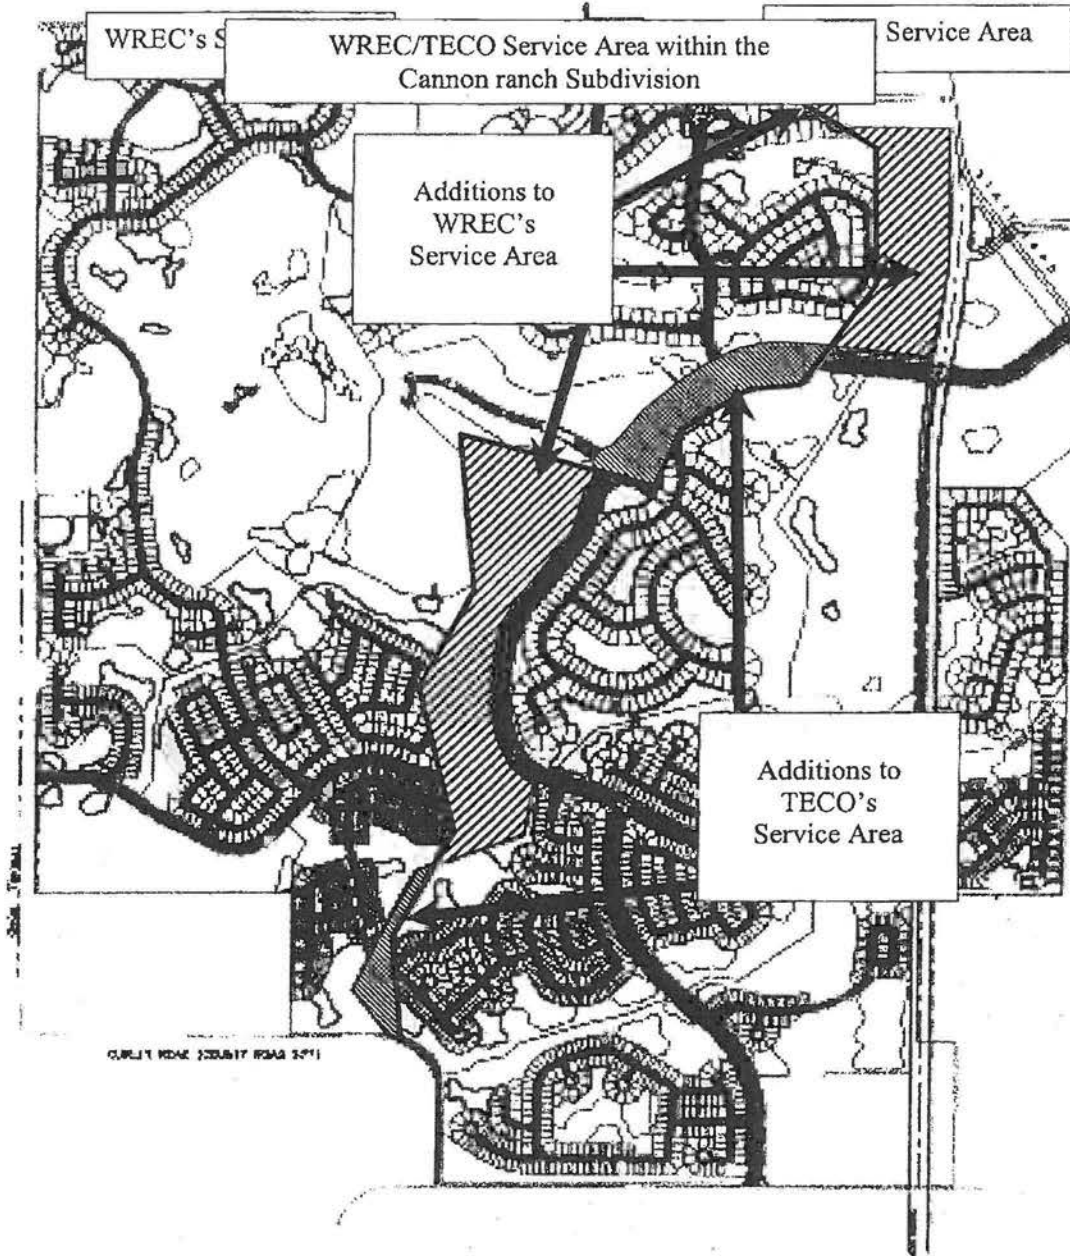 WREC's S
WREC/TECO Service Area within the
Cannon ranch Subdivision
Service Area
Additions to
WREC's
Service Area
21
Additions to
TECO's
Service Area